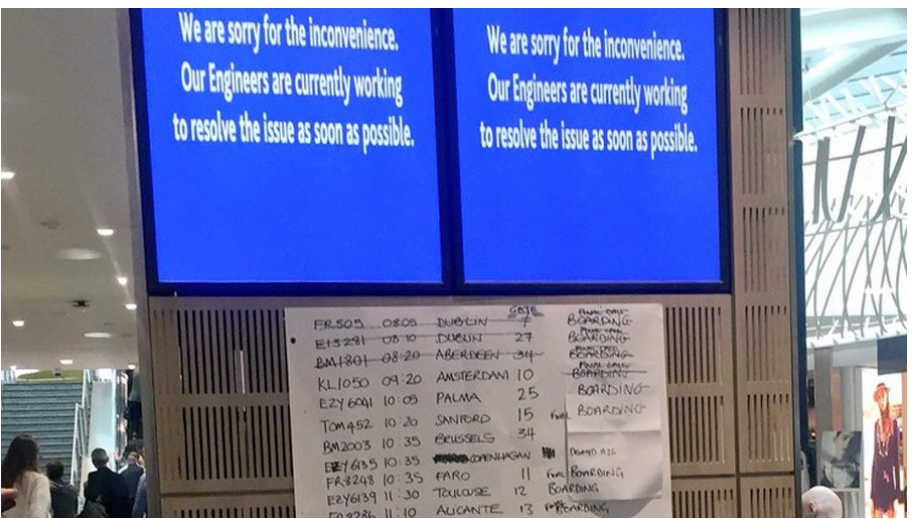 We are sorry for the inconvenience.
Our Engineers are currently working
to resolve the issue as soon as possible.
We are sorry for the inconvenience.
Our Engineers are currently working
to resolve the issue as soon as possible.
GATE
FR505 08:05 DUBLIN 7 BOARDING
EI3281 08 10 DUBLIN 27 BOARDING
BM1801 08:20 ABERDEEN 34 BOARDING
KL1050 09:20 AMSTERDAM 10 BOARDING
EZY6041 10:05 PALMA 25 BOARDING
TOM452 10:20 SANFORD 15 BOARDING
BM2003 10:35 BRUSSELS 34
EZY6135 10:35 COPENHAGAN
FR8248 10:35 FARO 11 BOARDING
EZY6139 11:30 TOULOUSE 12 BOARDING
11:10 ALICANTE 13 BOARDING